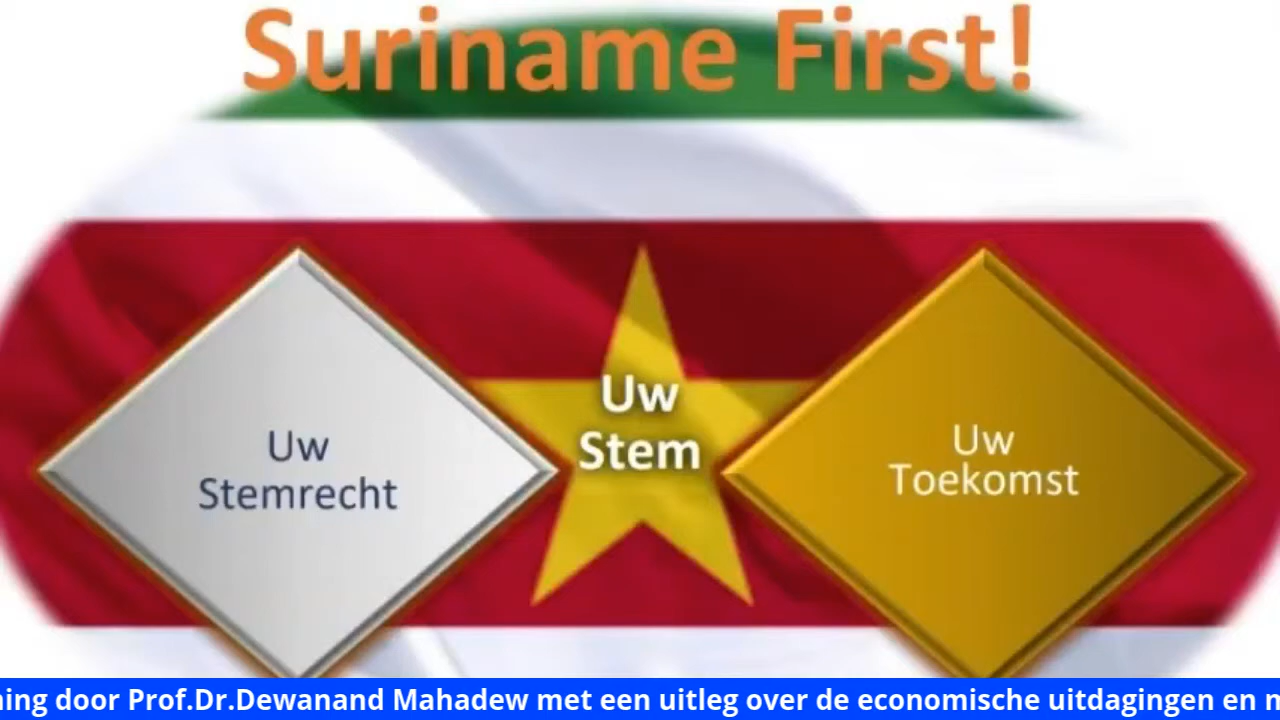 Suriname First!
Uw
Stem
Uw
Stemrecht
Uw
Toekomst
door Prof.Dr.Dewanand Mahadew met een uitleg over de economische uitdagingen en